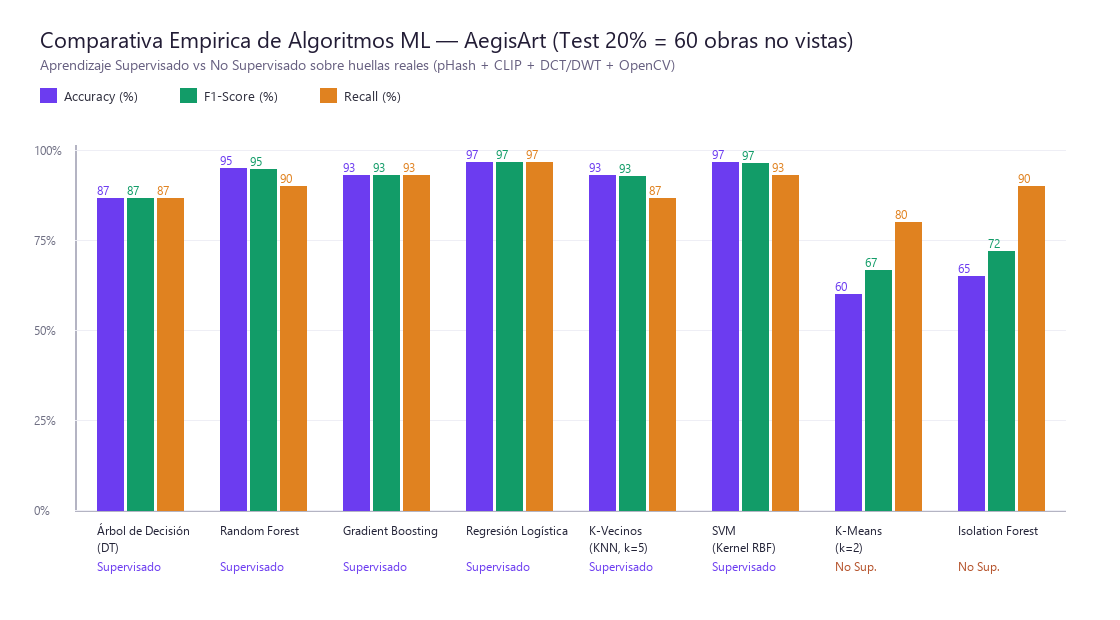 Comparativa Empirica de Algoritmos ML — AegisArt (Test 20% = 60 obras no vistas)
Aprendizaje Supervisado vs No Supervisado sobre huellas reales (pHash + CLIP + DCT/DWT + OpenCV)
Accuracy (%) F1-Score (%) Recall (%)
100%
75%
50%
25%
0%
87 87 87
95 95 90
93 93 93
97 97 97
93 93 87
97 97 93
60 67 80
65 72 90
Árbol de Decisión
(DT)
Supervisado
Random Forest
Supervisado
Gradient Boosting
Supervisado
Regresión Logística
Supervisado
K-Vecinos
(KNN, k=5)
Supervisado
SVM
(Kernel RBF)
Supervisado
K-Means
(k=2)
No Sup.
Isolation Forest
No Sup.